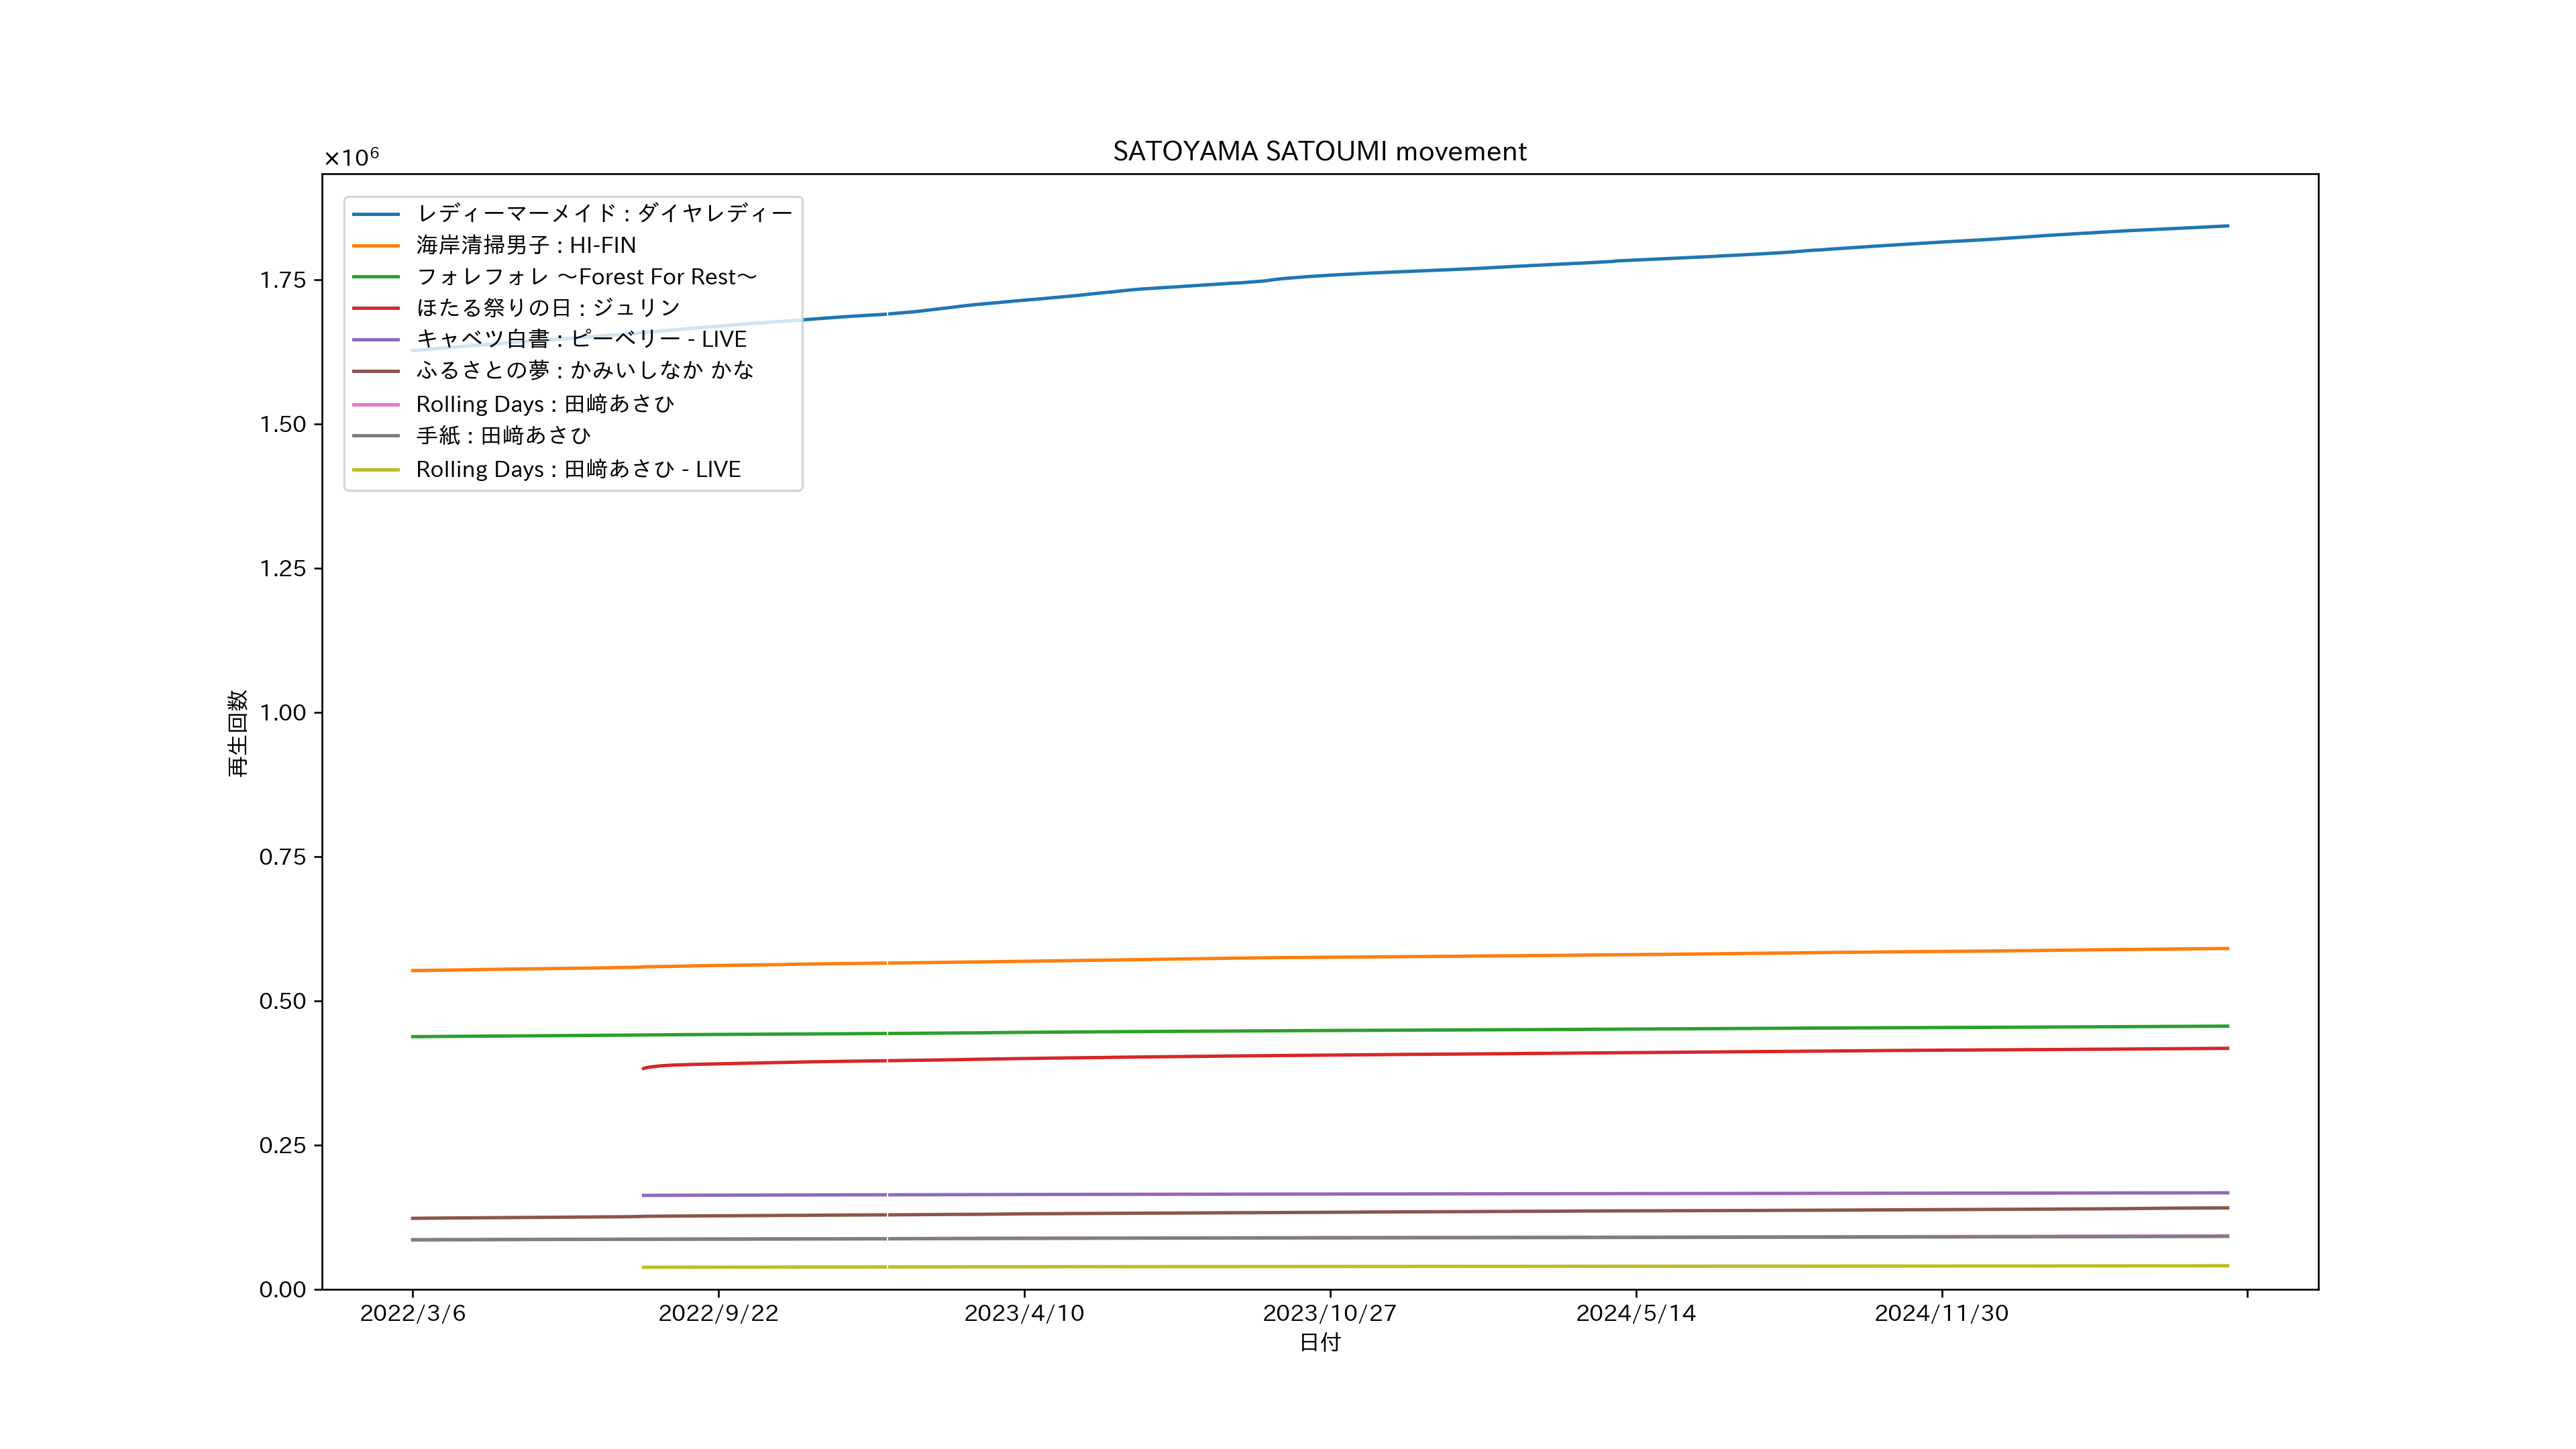 SATOYAMA SATOUMI movement
×10⁶
レディーマーメイド : ダイヤレディー
海岸清掃男子 : HI-FIN
フォレフォレ ～Forest For Rest～
ほたる祭りの日 : ジュリン
キャベツ白書 : ピーベリー - LIVE
ふるさとの夢 : かみいしなか かな
Rolling Days : 田﨑あさひ
手紙 : 田﨑あさひ
Rolling Days : 田﨑あさひ - LIVE
1.75
1.50
1.25
1.00
0.75
0.50
0.25
0.00
再生回数
2022/3/6
2022/9/22
2023/4/10
2023/10/27
2024/5/14
2024/11/30
日付